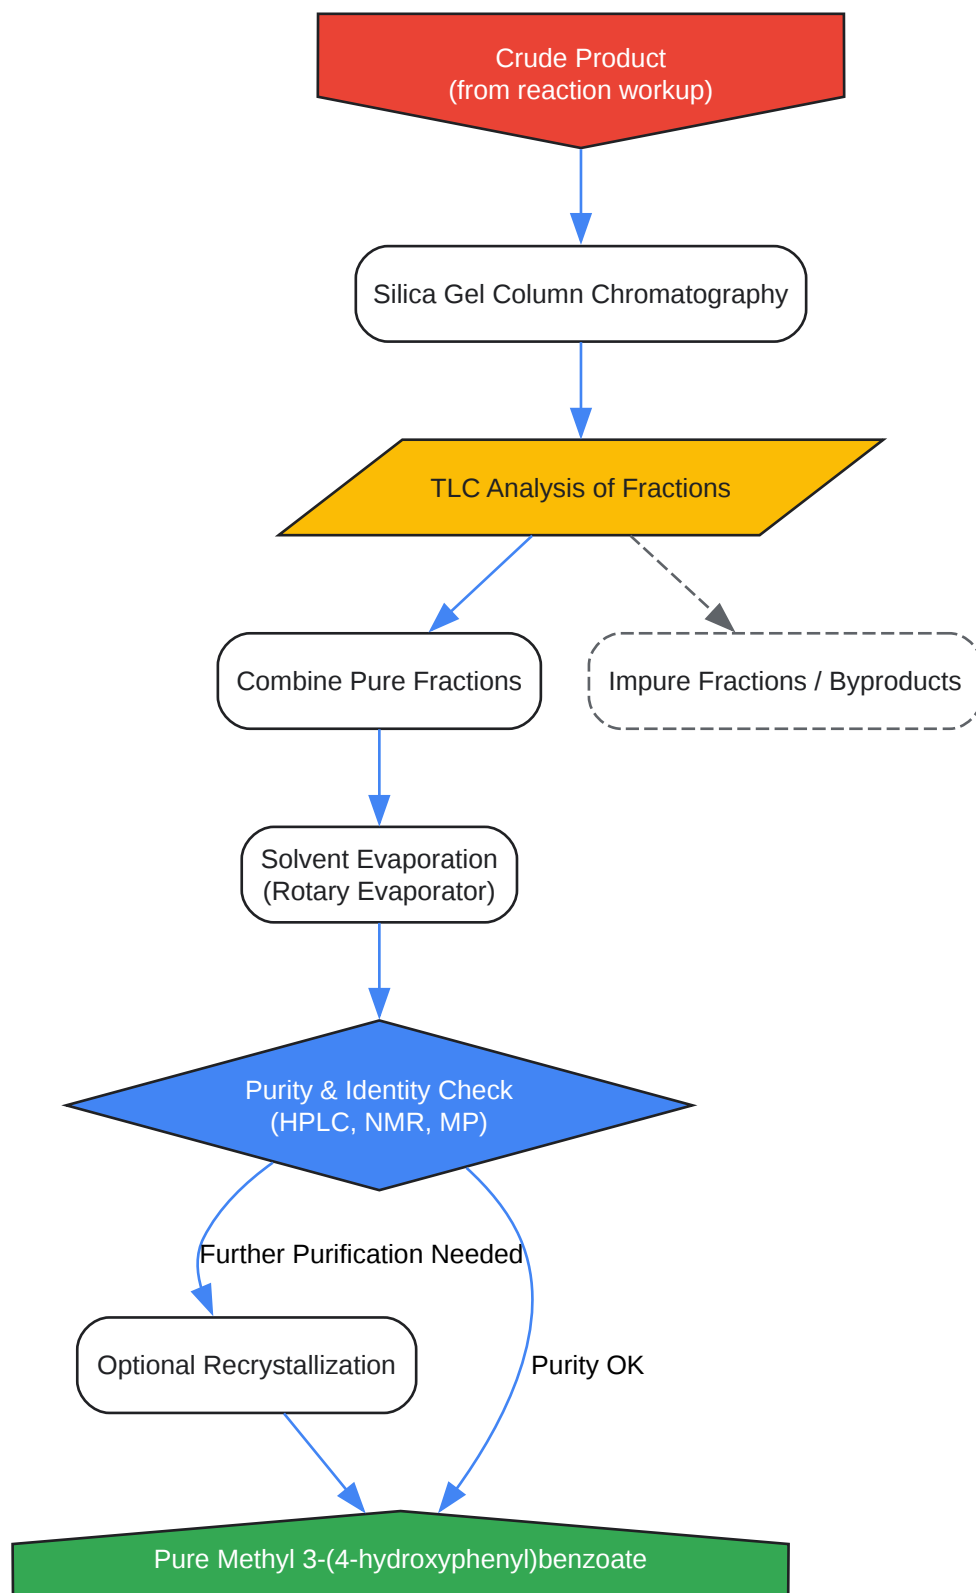 Crude Product
(from reaction workup)
Silica Gel Column Chromatography
TLC Analysis of Fractions
Combine Pure Fractions
Impure Fractions / Byproducts
Solvent Evaporation
(Rotary Evaporator)
Purity & Identity Check
(HPLC, NMR, MP)
Further Purification Needed
Optional Recrystallization
Purity OK
Pure Methyl 3-(4-hydroxyphenyl)benzoate